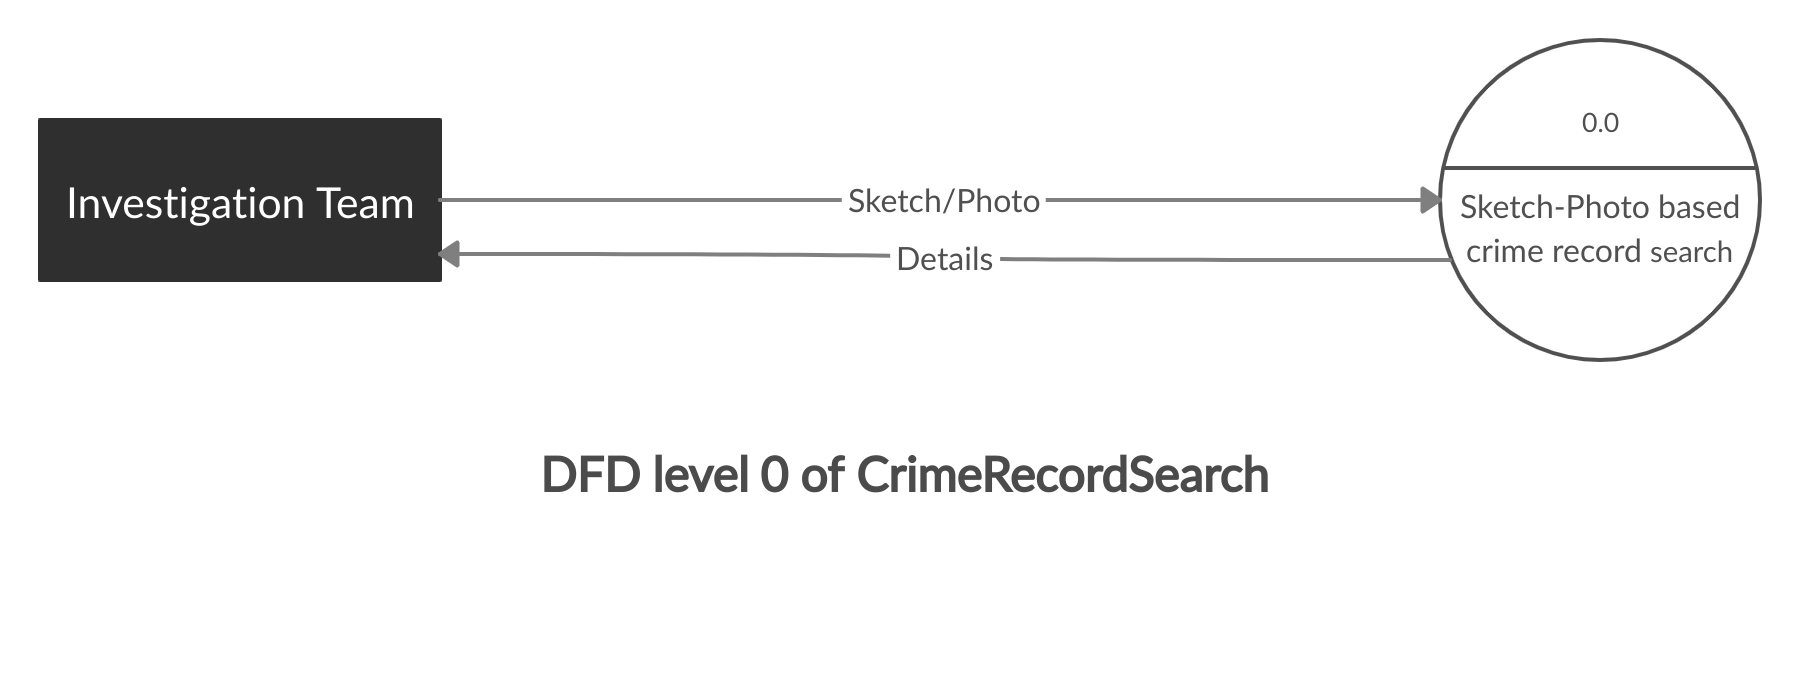 0.0
Investigation Team
Sketch/Photo
Sketch-Photo based
crime record search
Details
DFD level 0 of CrimeRecordSearch